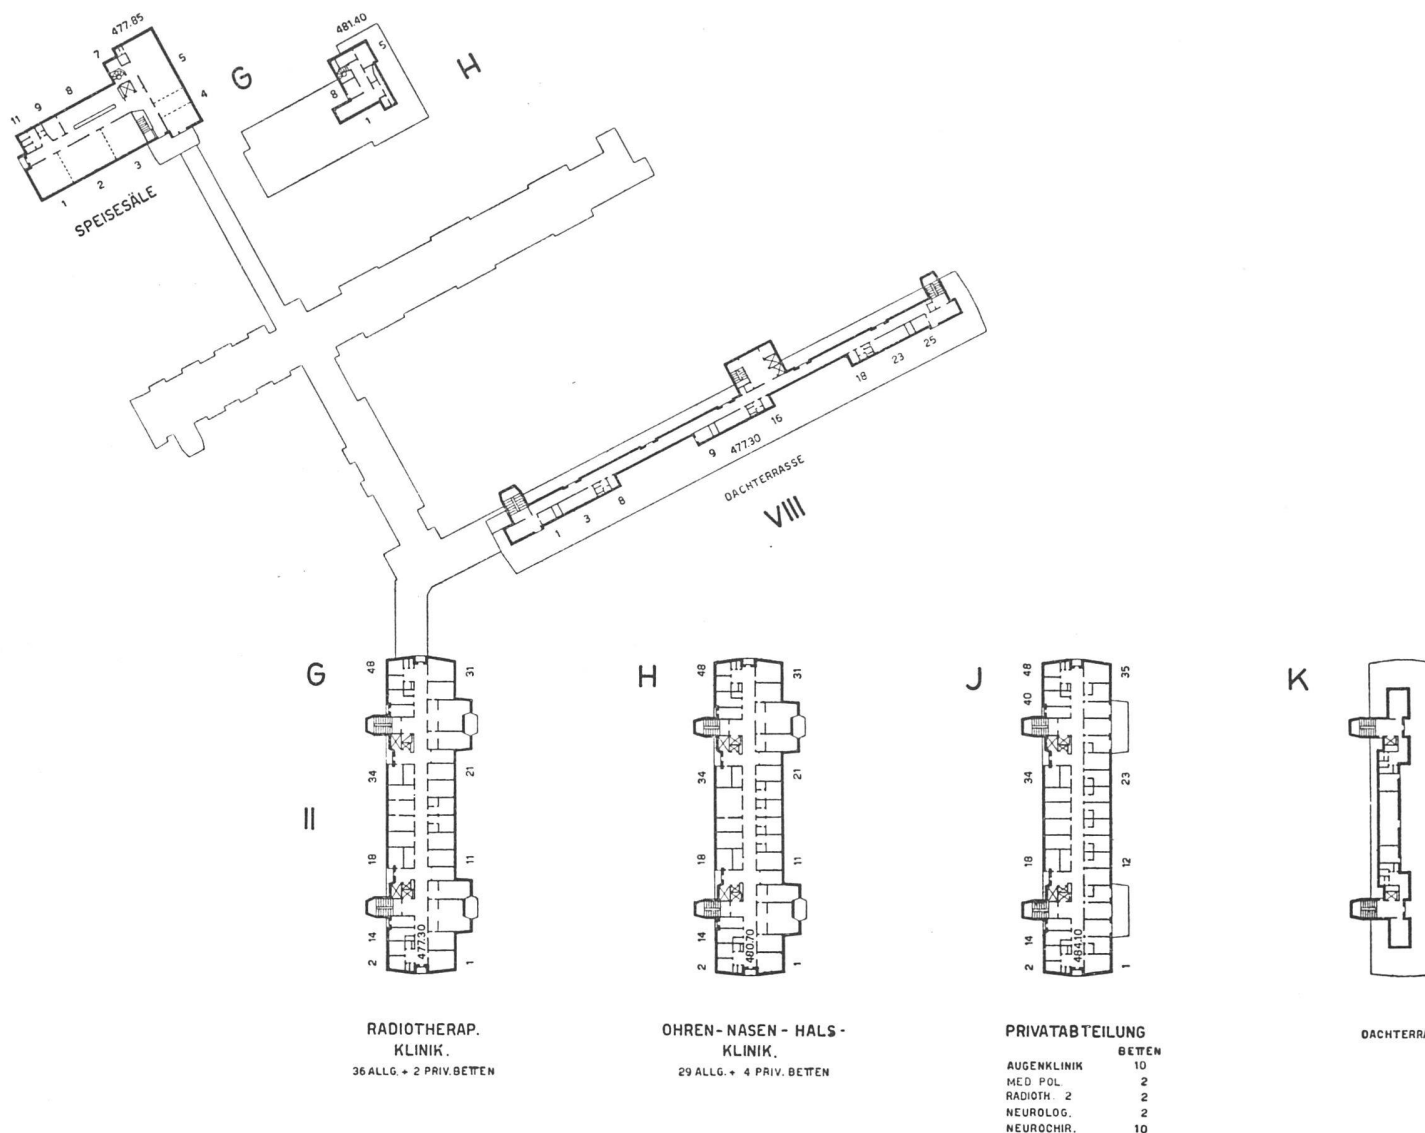 477.85
7
5
4
11
9
8
1
2
3
SPEISESÄLE
G
481.40
5
8
1
H
1
3
8
9
477.30
16
18
23
25
DACHTERRASSE
VIII
G
48
31
34
21
II
18
11
14
2
477.30
1
RADIOTHERAP.
KLINIK.
36 ALLG. + 2 PRIV. BETTEN
H
48
31
34
21
18
11
14
2
480.70
1
OHREN-NASEN-HALS-
KLINIK.
29 ALLG. + 4 PRIV. BETTEN
J
48
35
40
34
23
18
12
14
2
484.10
1
PRIVATABTEILUNG
BETTEN
AUGENKLINIK 10
MED. POL. 2
RADIOTH. 2 2
NEUROLOG. 2
NEUROCHIR. 10
K
DACHTERRA